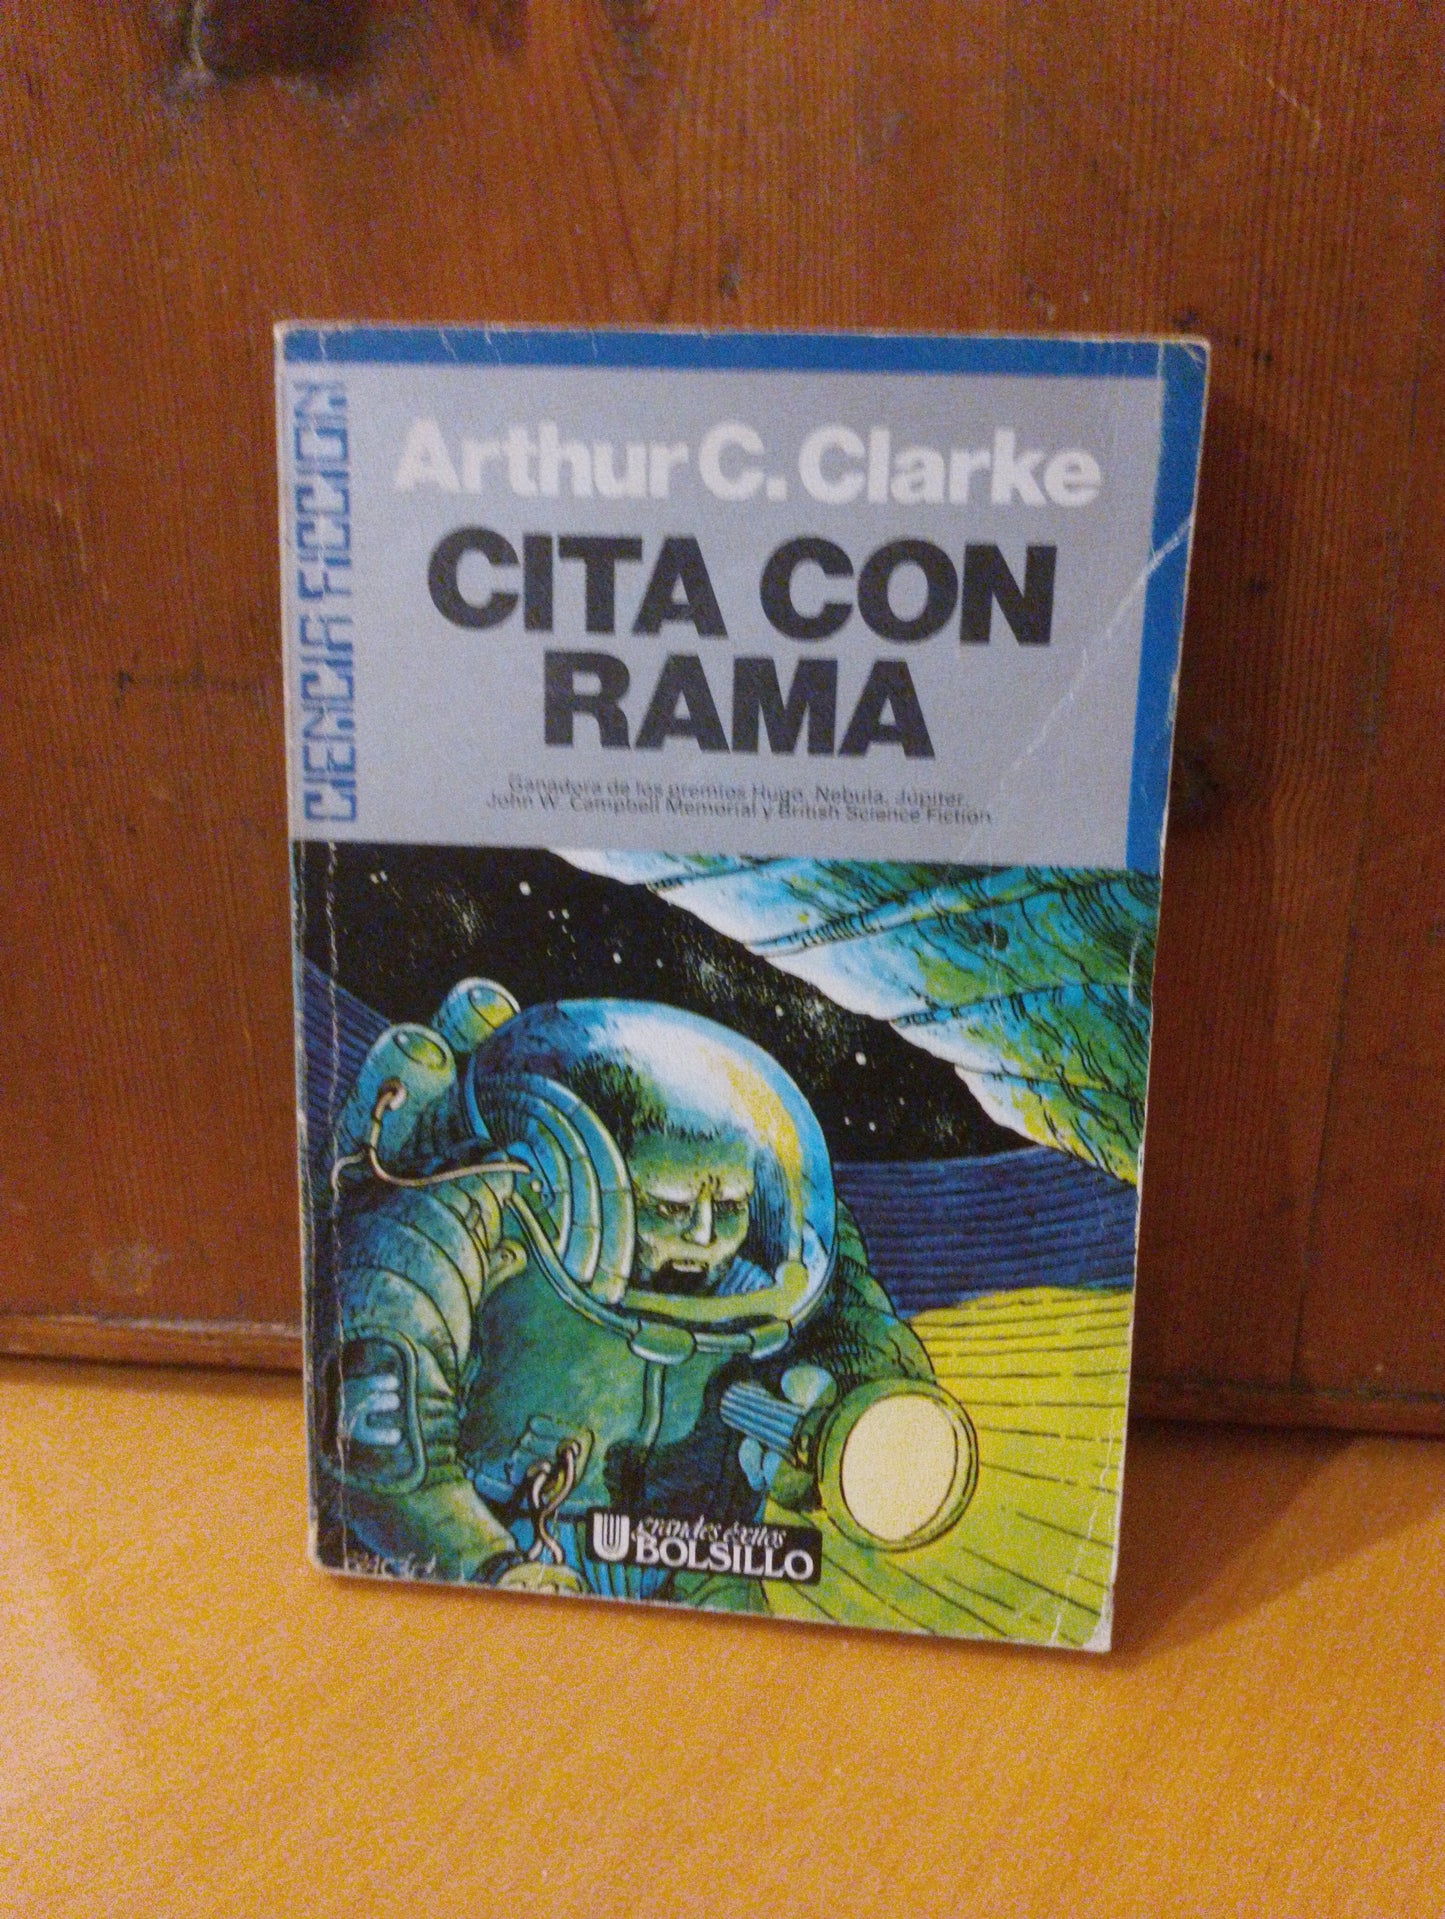 Arthur C. Clarke
CITA CON
RAMA
Ganadora de los premios Hugo, Nebula, Júpiter,
John W. Campbell Memorial y British Science Fiction
CIENCIA FICCION
grandes éxitos
BOLSILLO